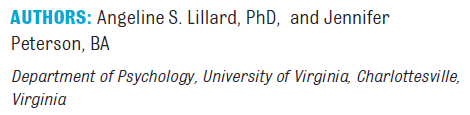 AUTHORS: Angeline S. Lillard, PhD, and Jennifer
Peterson, BA
Department of Psychology, University of Virginia, Charlottesville,
Virginia